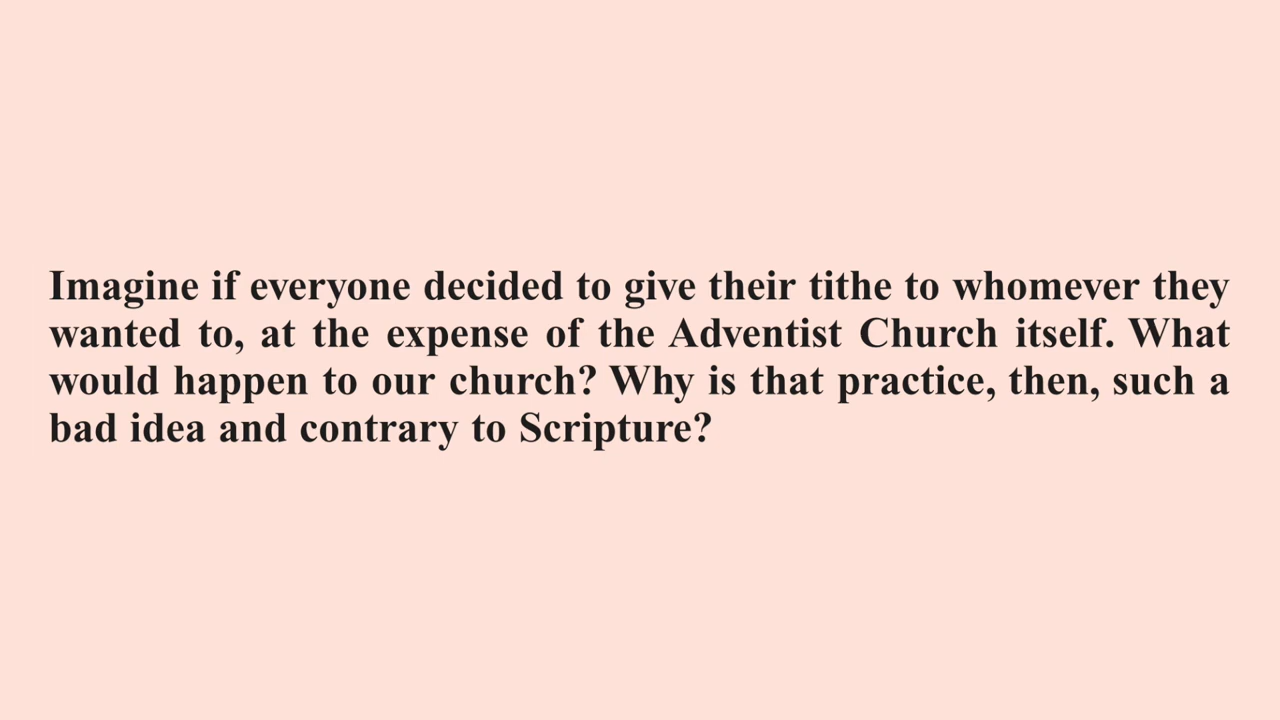 Imagine if everyone decided to give their tithe to whomever they
wanted to, at the expense of the Adventist Church itself. What
would happen to our church? Why is that practice, then, such a
bad idea and contrary to Scripture?